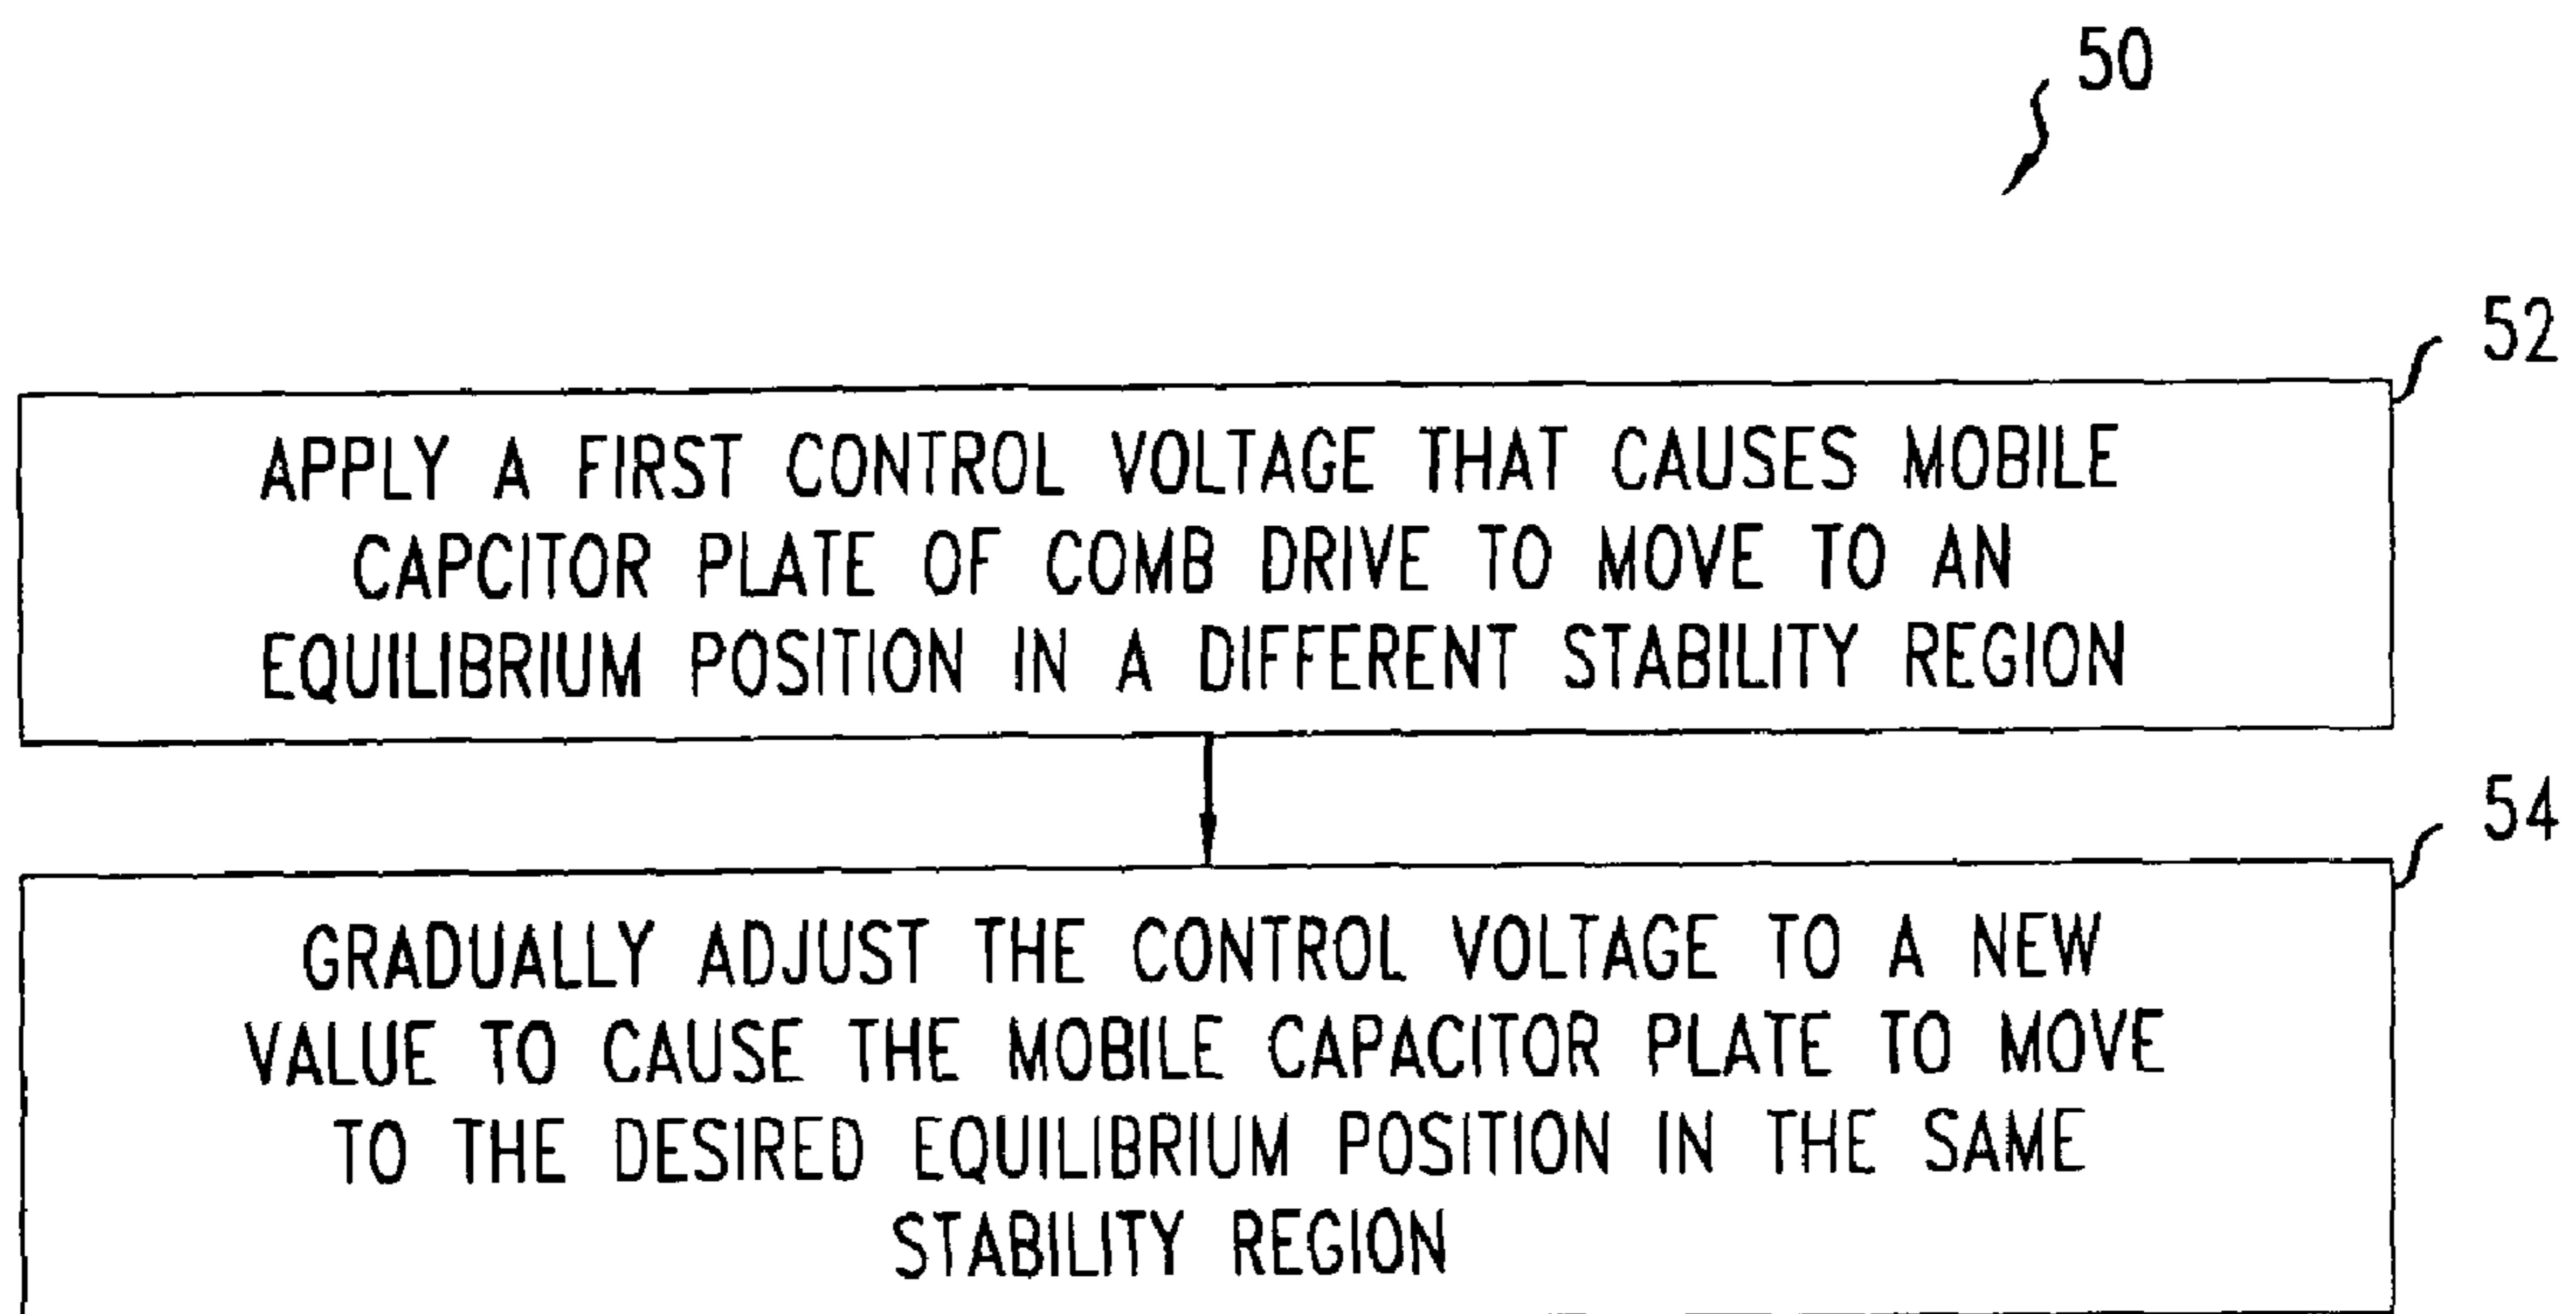 50
52
APPLY A FIRST CONTROL VOLTAGE THAT CAUSES MOBILE
CAPCITOR PLATE OF COMB DRIVE TO MOVE TO AN
EQUILIBRIUM POSITION IN A DIFFERENT STABILITY REGION
54
GRADUALLY ADJUST THE CONTROL VOLTAGE TO A NEW
VALUE TO CAUSE THE MOBILE CAPACITOR PLATE TO MOVE
TO THE DESIRED EQUILIBRIUM POSITION IN THE SAME
STABILITY REGION